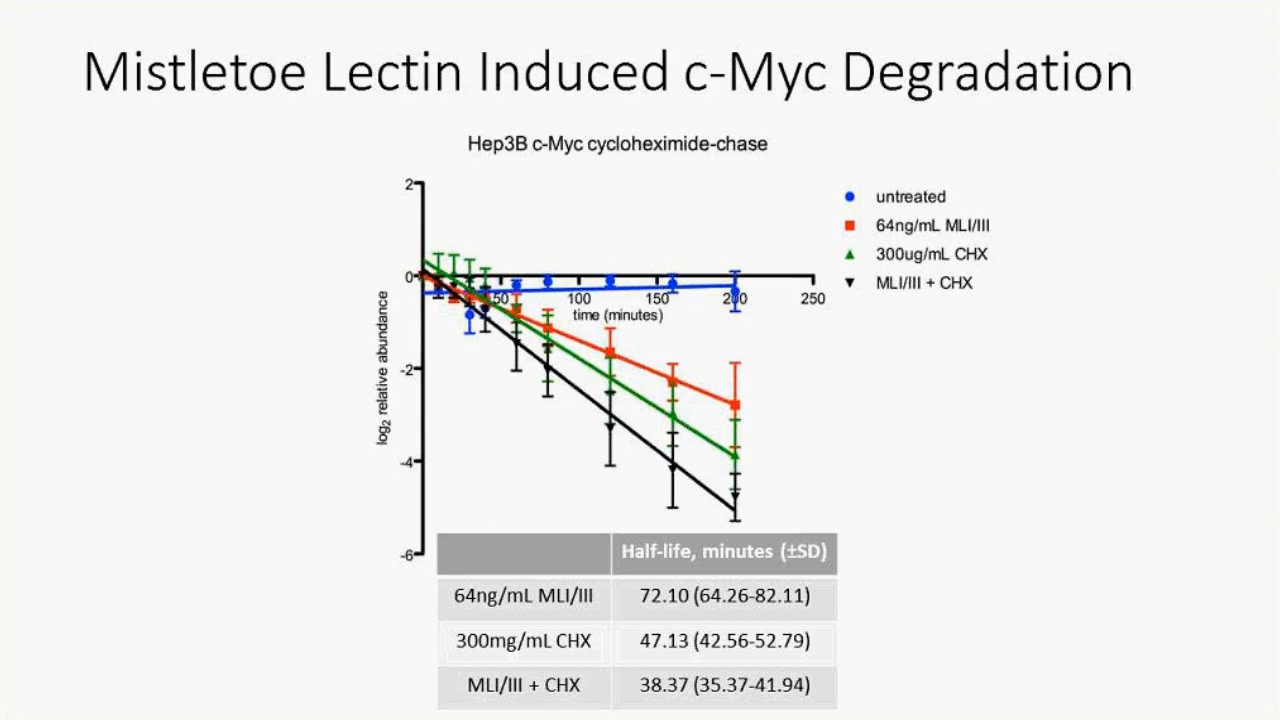 Mistletoe Lectin Induced c-Myc Degradation
Hep3B c-Myc cycloheximide-chase
2
0
-2
-4
-6
log2 relative abundance
50
100
150
200
250
time (minutes)
untreated
64ng/mL MLI/III
300ug/mL CHX
MLI/III + CHX
Half-life, minutes (±SD)
64ng/mL MLI/III 72.10 (64.26-82.11)
300mg/mL CHX 47.13 (42.56-52.79)
MLI/III + CHX 38.37 (35.37-41.94)